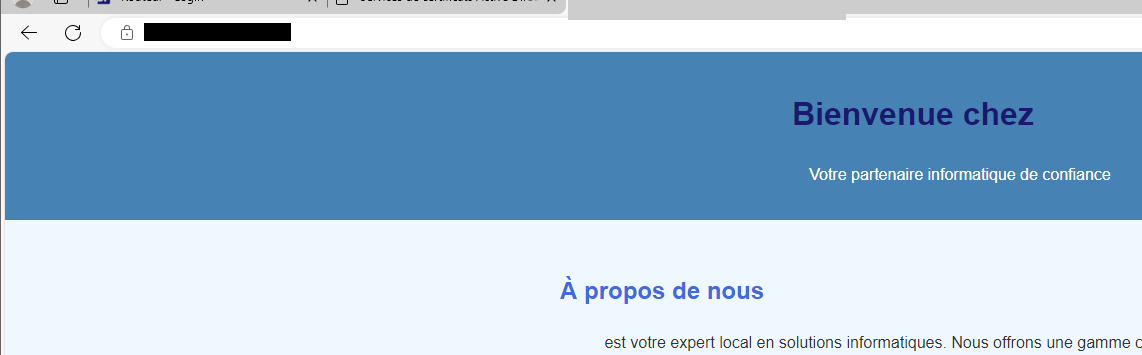 Bienvenue chez
Votre partenaire informatique de confiance
À propos de nous
est votre expert local en solutions informatiques. Nous offrons une gamme